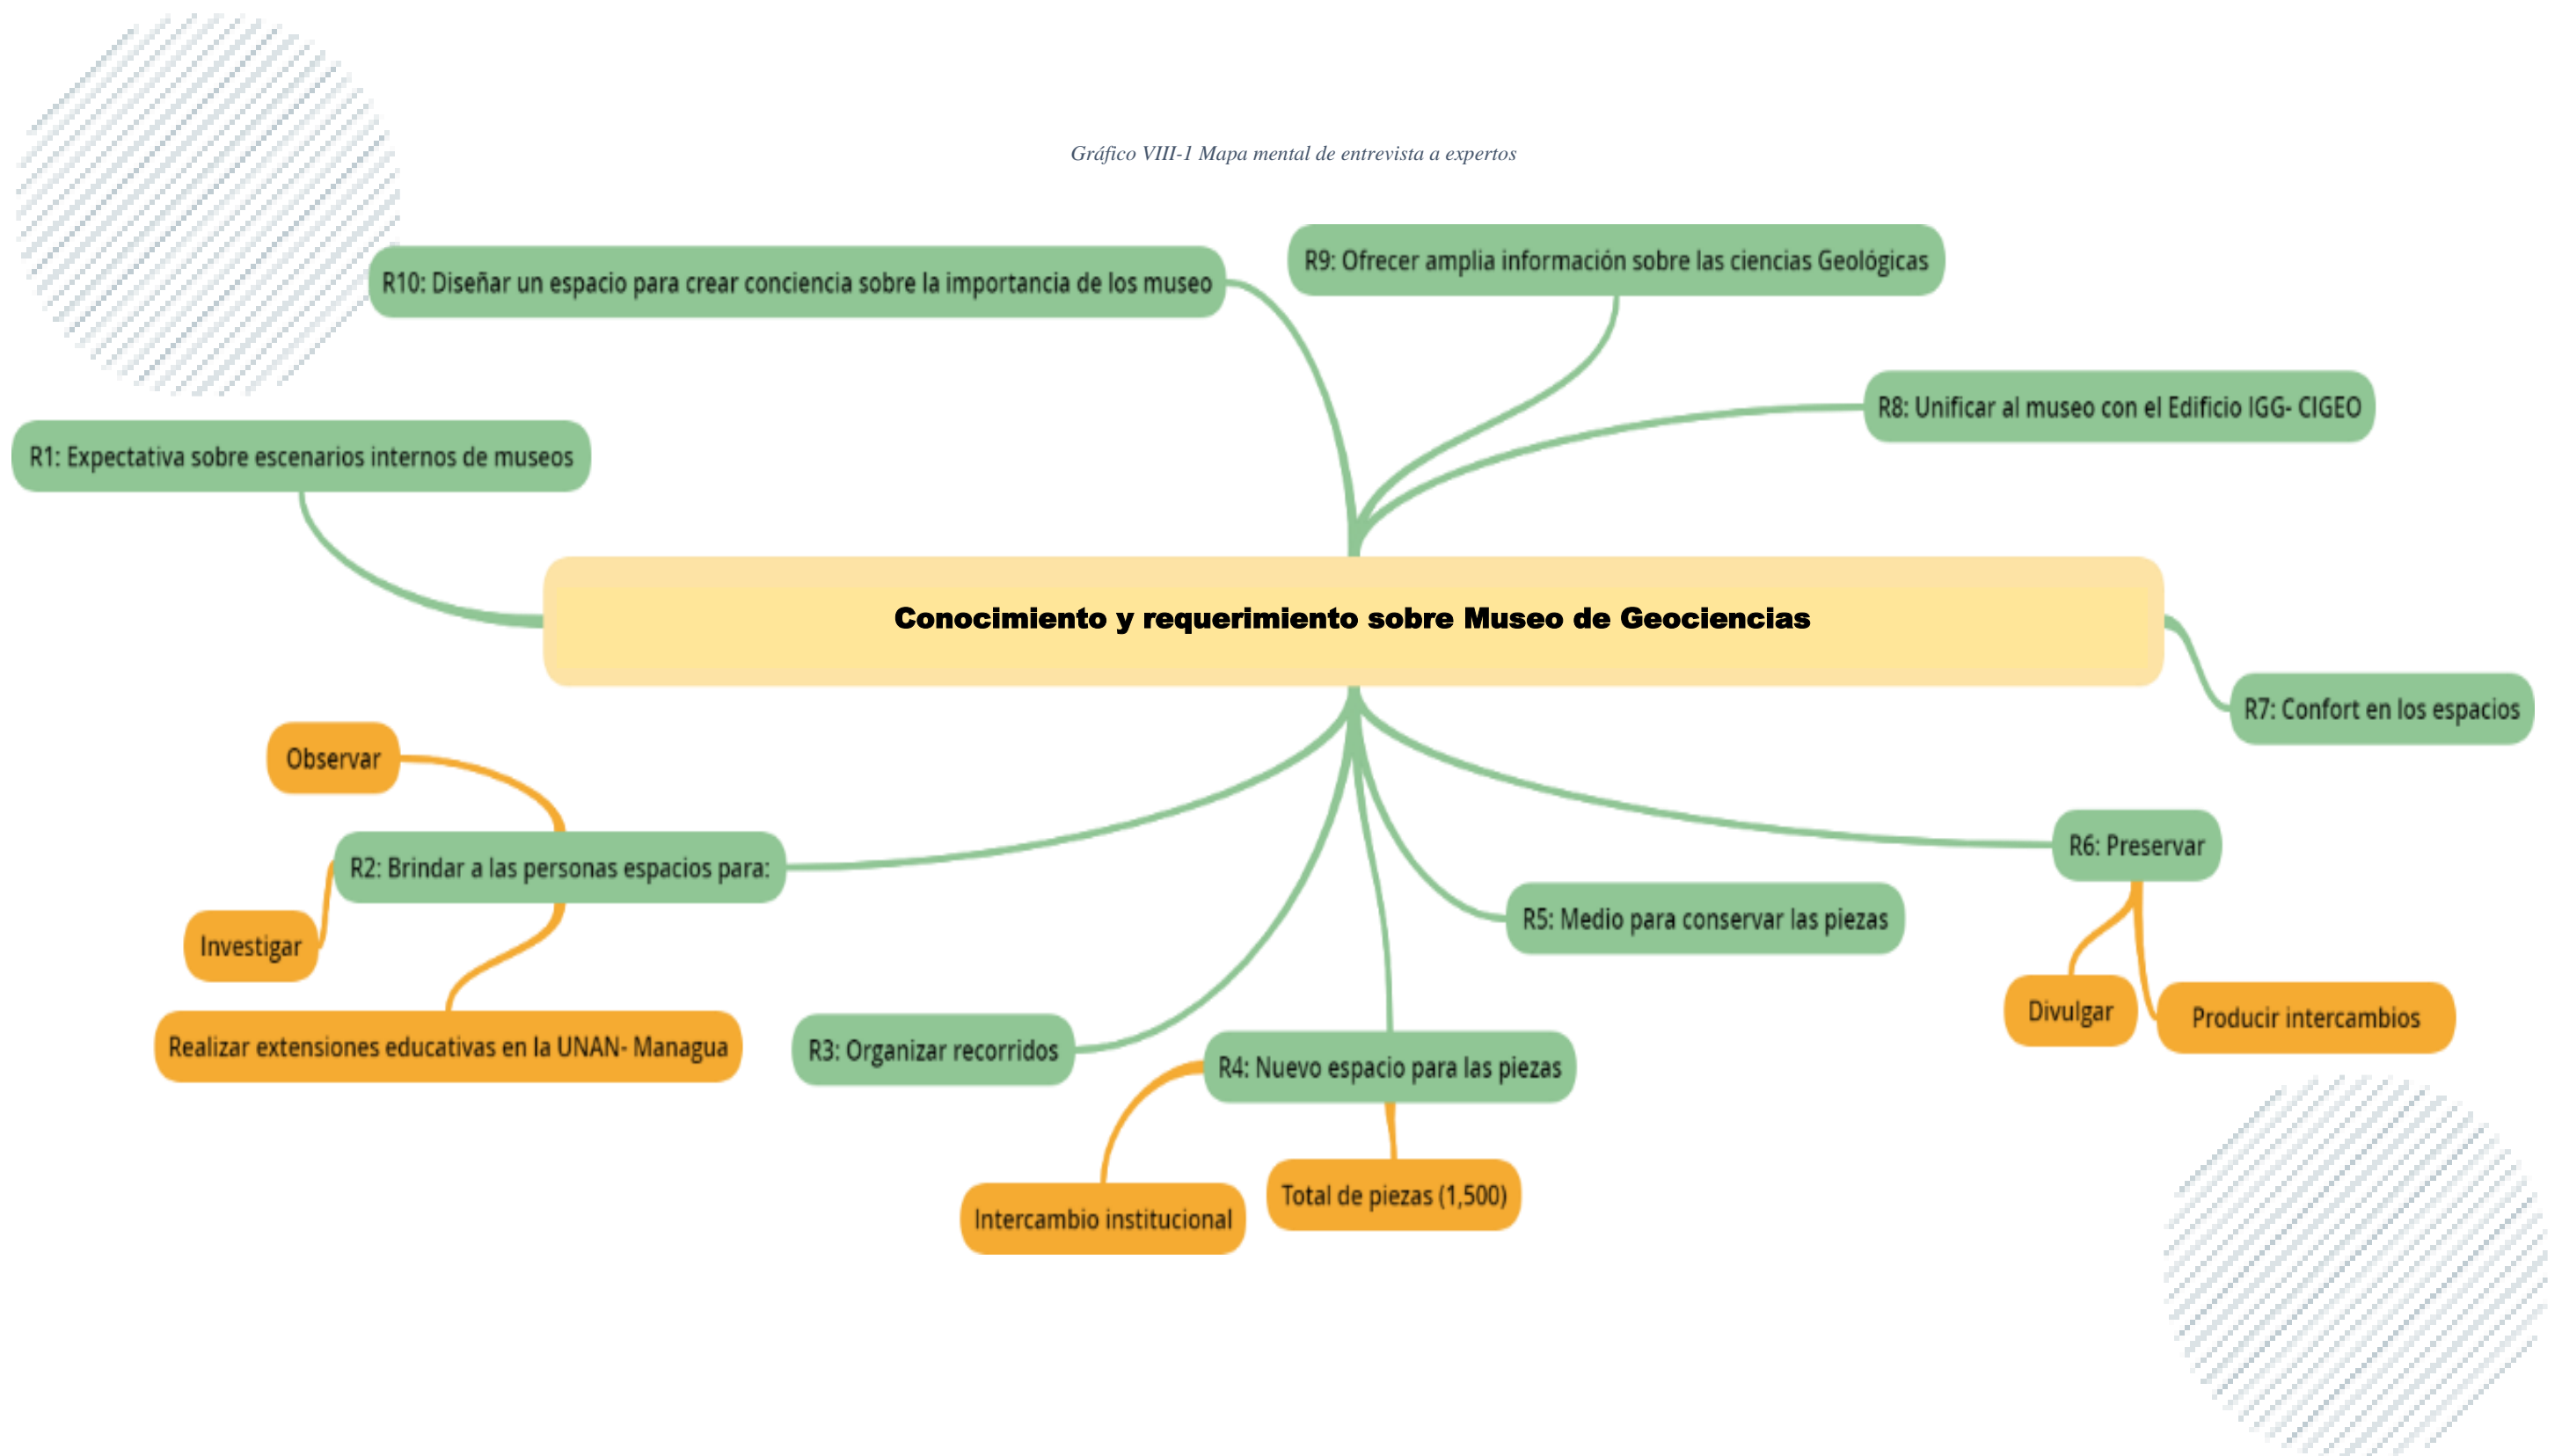 Gráfico VIII-1 Mapa mental de entrevista a expertos
R9: Ofrecer amplia información sobre las ciencias Geológicas
R10: Diseñar un espacio para crear conciencia sobre la importancia de los museo
R8: Unificar al museo con el Edificio IGG- CIGEO
R1: Expectativa sobre escenarios internos de museos
Conocimiento y requerimiento sobre Museo de Geociencias
R7: Confort en los espacios
Observar
R2: Brindar a las personas espacios para:
Investigar
Realizar extensiones educativas en la UNAN- Managua
R3: Organizar recorridos
R4: Nuevo espacio para las piezas
Intercambio institucional
Total de piezas (1,500)
R5: Medio para conservar las piezas
R6: Preservar
Divulgar
Producir intercambios